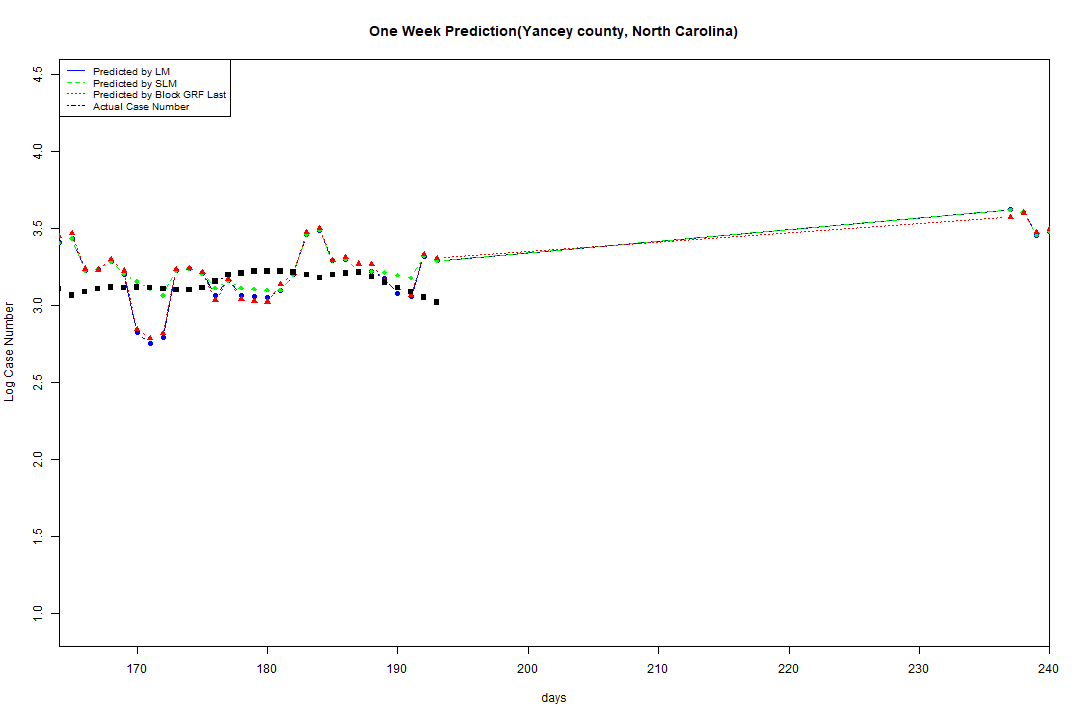 One Week Prediction(Yancey county, North Carolina)
Predicted by LM
Predicted by SLM
Predicted by Block GRF Last
Actual Case Number
Log Case Number
4.5
4.0
3.5
3.0
2.5
2.0
1.5
1.0
170 180 190 200 210 220 230 240
days